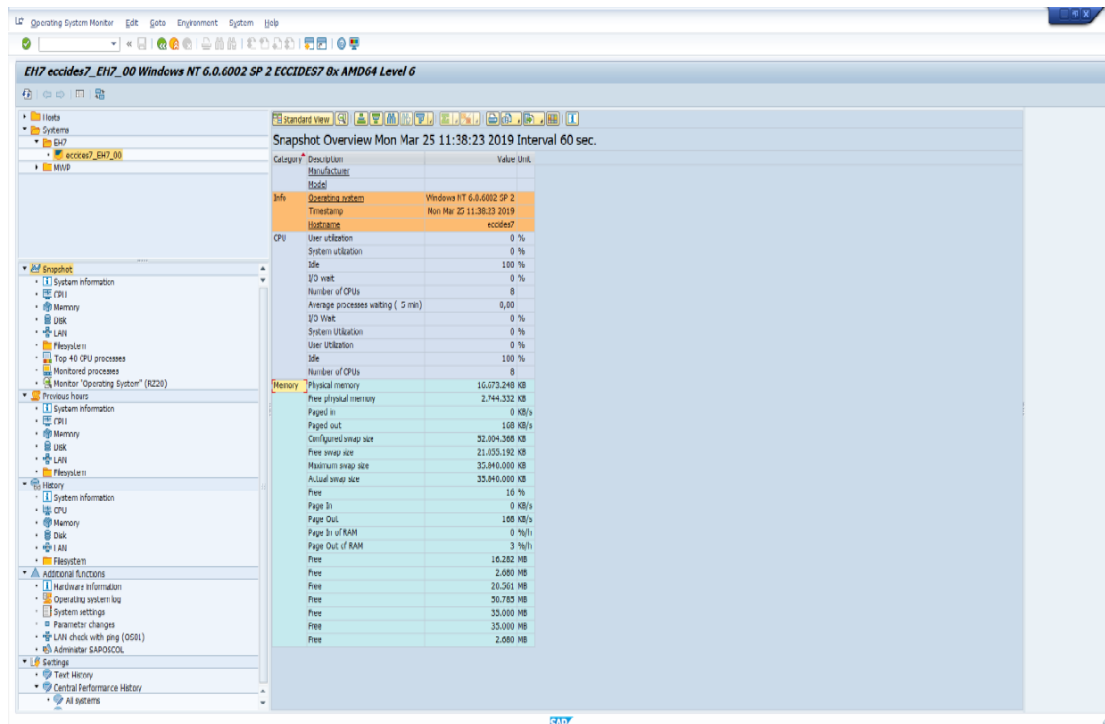 Operating System Monitor Edit Goto Environment System Help
EH7 eccides7_EH7_00 Windows NT 6.0.6002 SP 2 ECCIDES7 8x AMD64 Level 6
Hosts
Systems
EH7
eccides7_EH7_00
MWP
Snapshot
System information
CPU
Memory
Disk
LAN
Filesystem
Top 40 CPU processes
Monitored processes
Monitor "Operating System" (RZ20)
Previous hours
System information
CPU
Memory
Disk
LAN
Filesystem
History
System information
CPU
Memory
Disk
LAN
Filesystem
Additional functions
Hardware information
Operating system log
System settings
Parameter changes
LAN check with ping (OS01)
Administer SAPOSCOL
Settings
Text History
Central Performance History
All systems
Standard View
Snapshot Overview Mon Mar 25 11:38:23 2019 Interval 60 sec.
Category Description Value Unit
Manufacturer
Model
Info Operating system Windows NT 6.0.6002 SP 2
Timestamp Mon Mar 25 11:38:23 2019
Hostname eccides7
CPU User utilization 0 %
System utilization 0 %
Idle 100 %
I/O wait 0 %
Number of CPUs 8
Average processes waiting ( 5 min) 0,00
I/O Wait 0 %
System Utilization 0 %
User Utilization 0 %
Idle 100 %
Number of CPUs 8
Memory Physical memory 16.673.248 KB
Free physical memory 2.744.332 KB
Paged in 0 KB/s
Paged out 168 KB/s
Configured swap size KB
Free swap size KB
Maximum swap size 35.840.000 KB
Actual swap size 35.840.000 KB
Free 16 %
Page In 0 KB/s
Page Out 168 KB/s
Page In of RAM 0 %/h
Page Out of RAM 3 %/h
Free 16.282 MB
Free 2.680 MB
Free 20.561 MB
Free 50.785 MB
Free 35.000 MB
Free 35.000 MB
Free 2.680 MB
SAP